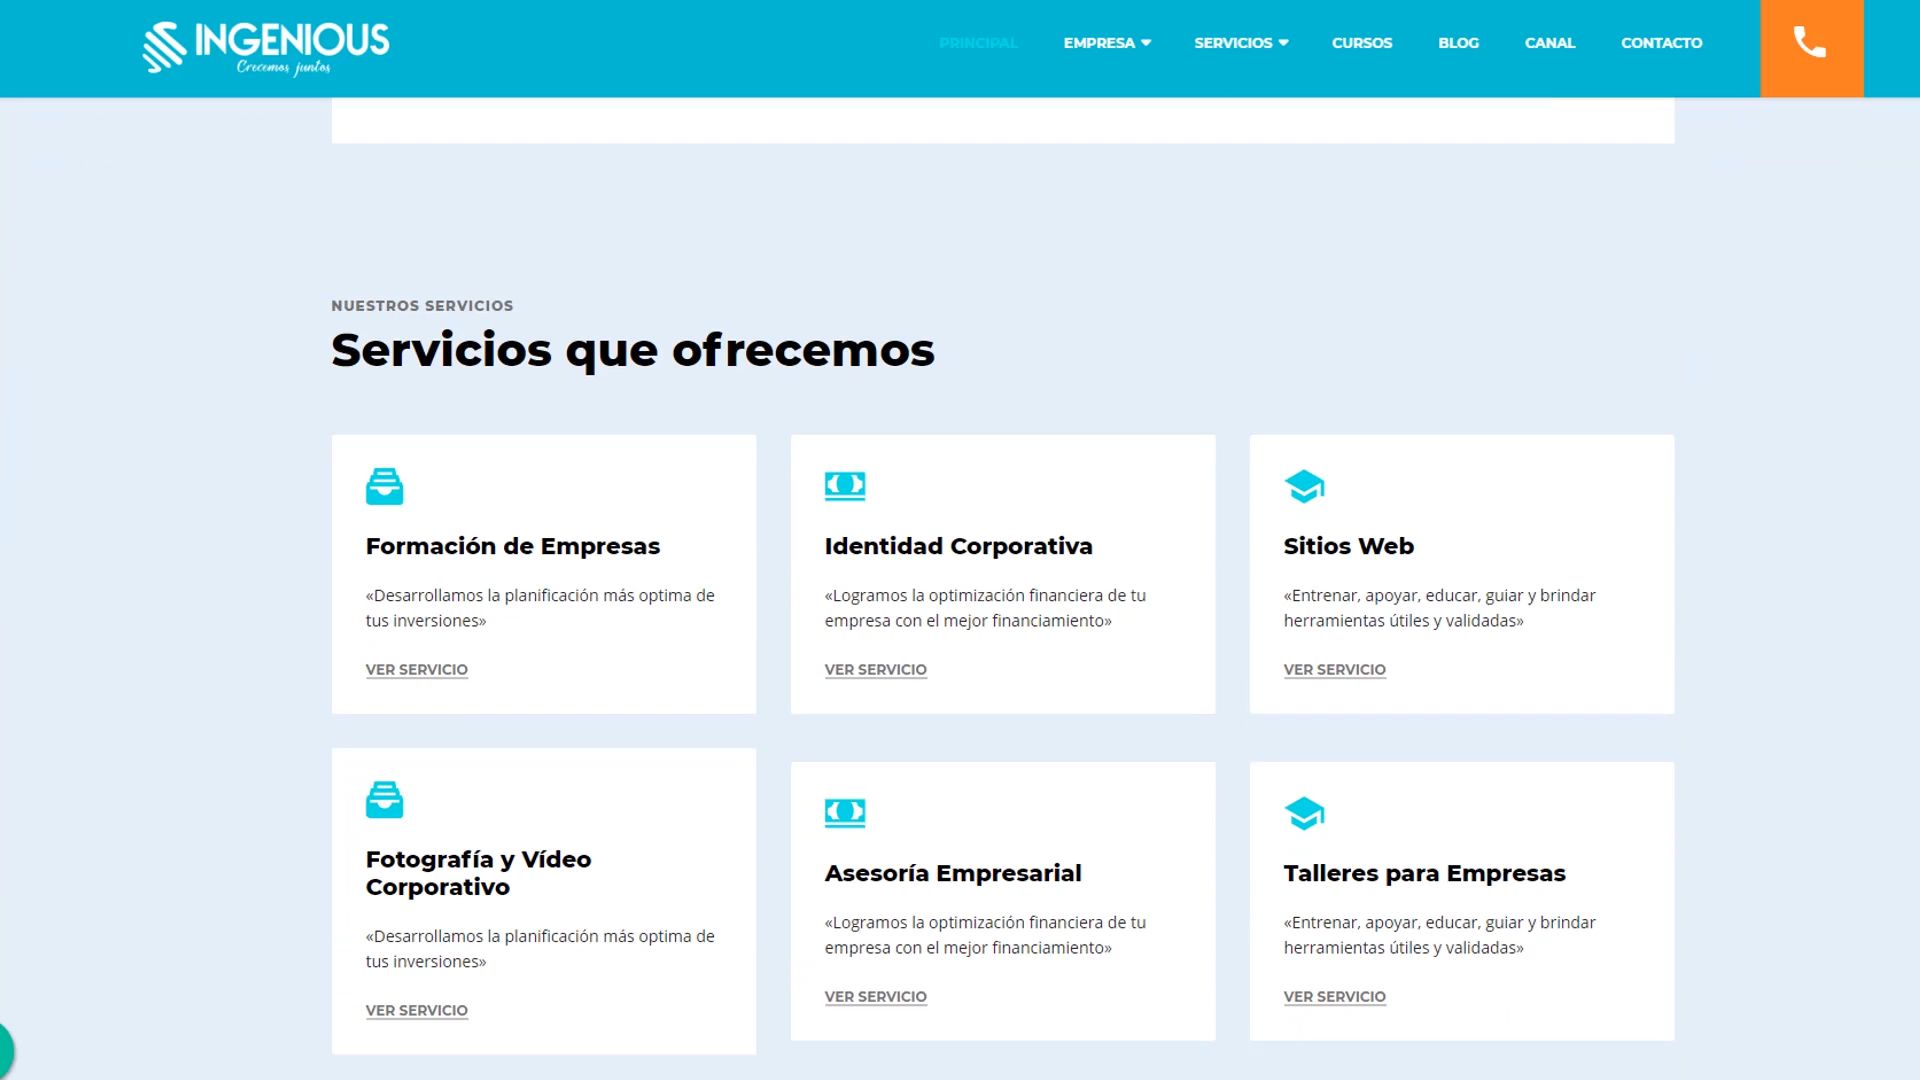 INGENIOUS
Crecemos juntos
PRINCIPAL EMPRESA SERVICIOS CURSOS BLOG CANAL CONTACTO
NUESTROS SERVICIOS
Servicios que ofrecemos
Formación de Empresas
«Desarrollamos la planificación más optima de
tus inversiones»
VER SERVICIO
Identidad Corporativa
«Logramos la optimización financiera de tu
empresa con el mejor financiamiento»
VER SERVICIO
Sitios Web
«Entrenar, apoyar, educar, guiar y brindar
herramientas útiles y validadas»
VER SERVICIO
Fotografía y Vídeo
Corporativo
«Desarrollamos la planificación más optima de
tus inversiones»
VER SERVICIO
Asesoría Empresarial
«Logramos la optimización financiera de tu
empresa con el mejor financiamiento»
VER SERVICIO
Talleres para Empresas
«Entrenar, apoyar, educar, guiar y brindar
herramientas útiles y validadas»
VER SERVICIO